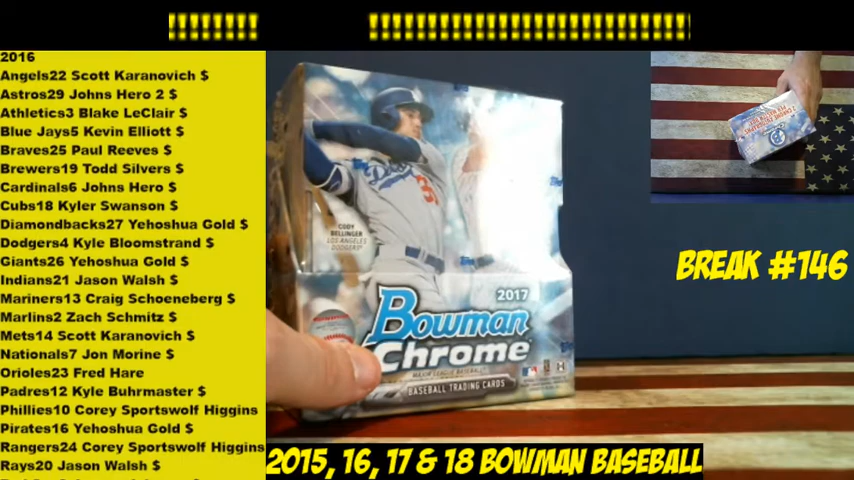 !!!!!!!! !!!!!!!!!!!!!!!!!!!!!!!!!!!!
2016
Angels22 Scott Karanovich $
Astros29 Johns Hero 2 $
Athletics3 Blake LeClair $
Blue Jays5 Kevin Elliott $
Braves25 Paul Reeves $
Brewers19 Todd Silvers $
Cardinals6 Johns Hero $
Cubs18 Kyler Swanson $
Diamondbacks27 Yehoshua Gold $
Dodgers4 Kyle Bloomstrand $
Giants26 Yehoshua Gold $
Indians21 Jason Walsh $
Mariners13 Craig Schoeneberg $
Marlins2 Zach Schmitz $
Mets14 Scott Karanovich $
Nationals7 Jon Morine $
Orioles23 Fred Hare
Padres12 Kyle Buhrmaster $
Phillies10 Corey Sportswolf Higgins
Pirates16 Yehoshua Gold $
Rangers24 Corey Sportswolf Higgins
Rays20 Jason Walsh $
Dodgers
CODY
BELLINGER
LOS ANGELES
DODGERS
2017
Bowman
Chrome
MAJOR LEAGUE BASEBALL
BASEBALL TRADING CARDS
BREAK #146
2015, 16, 17 & 18 BOWMAN BASEBALL